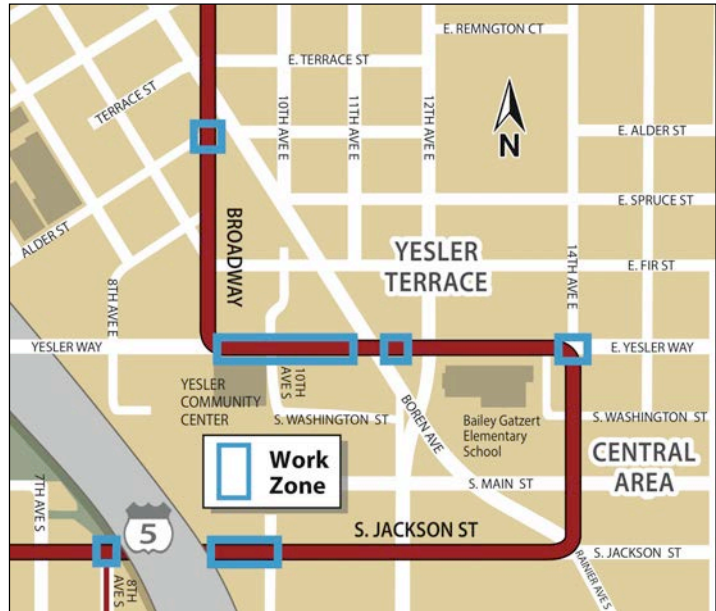 E. REMNGTON CT
E. TERRACE ST
TERRACE ST
10TH AVE E
11TH AVE E
12TH AVE E
N
E. ALDER ST
E. SPRUCE ST
ALDER ST
BROADWAY
YESLER
TERRACE
14TH AVE E
E. FIR ST
8TH AVE E
YESLER WAY
E. YESLER WAY
YESLER
COMMUNITY
CENTER
10TH
AVE S
S. WASHINGTON ST
BOREN AVE
Bailey Gatzert
Elementary
School
S. WASHINGTON ST
CENTRAL
AREA
Work
Zone
7TH AVE S
5
S. MAIN ST
S. JACKSON ST
S. JACKSON ST
8TH
AVE S
RAINIER AVE S